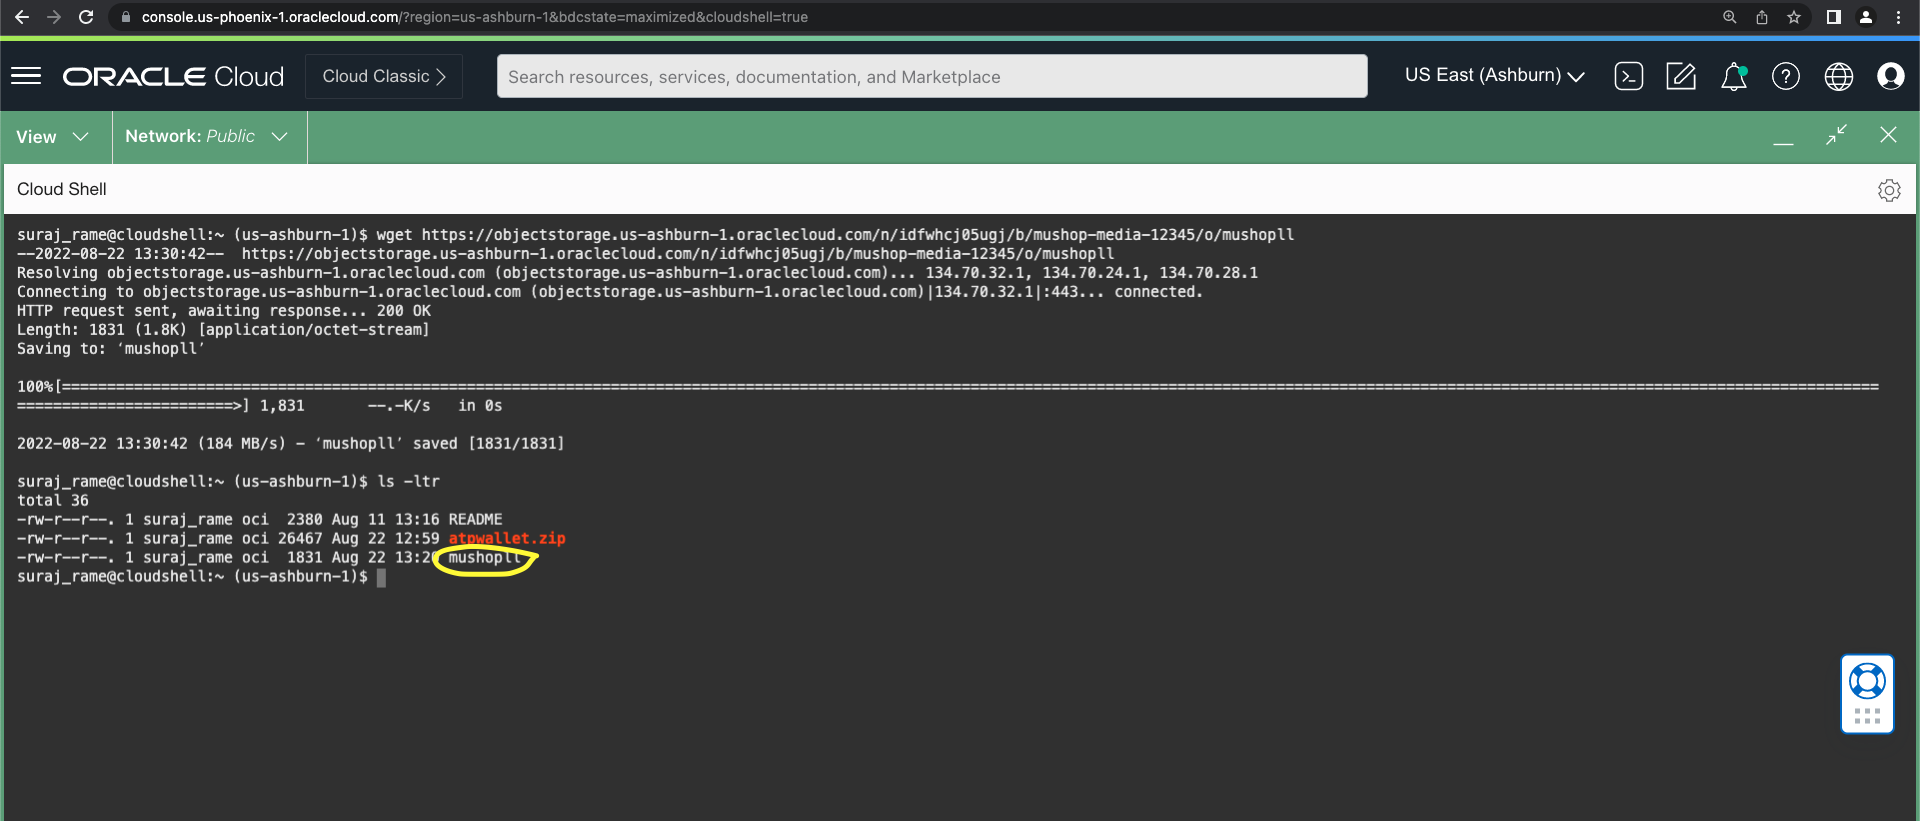 console.us-phoenix-1.oraclecloud.com/?region=us-ashburn-1&bdcstate=maximized&cloudshell=true
ORACLE Cloud
Cloud Classic >
Search resources, services, documentation, and Marketplace
US East (Ashburn)
View
Network: Public
Cloud Shell
suraj_rame@cloudshell:~ (us-ashburn-1)$ wget https://objectstorage.us-ashburn-1.oraclecloud.com/n/idfwhcj05ugj/b/mushop-media-12345/o/mushopll
--2022-08-22 13:30:42--  https://objectstorage.us-ashburn-1.oraclecloud.com/n/idfwhcj05ugj/b/mushop-media-12345/o/mushopll
Resolving objectstorage.us-ashburn-1.oraclecloud.com (objectstorage.us-ashburn-1.oraclecloud.com)... 134.70.32.1, 134.70.24.1, 134.70.28.1
Connecting to objectstorage.us-ashburn-1.oraclecloud.com (objectstorage.us-ashburn-1.oraclecloud.com)|134.70.32.1|:443... connected.
HTTP request sent, awaiting response... 200 OK
Length: 1831 (1.8K) [application/octet-stream]
Saving to: ‘mushopll’
100%[==========================================================================================================================================================================================================
========================>] 1,831       --.-K/s   in 0s
2022-08-22 13:30:42 (184 MB/s) - ‘mushopll’ saved [1831/1831]
suraj_rame@cloudshell:~ (us-ashburn-1)$ ls -ltr
total 36
-rw-r--r--. 1 suraj_rame oci  2380 Aug 11 13:16 README
-rw-r--r--. 1 suraj_rame oci 26467 Aug 22 12:59 atpwallet.zip
-rw-r--r--. 1 suraj_rame oci  1831 Aug 22 mushopll
suraj_rame@cloudshell:~ (us-ashburn-1)$